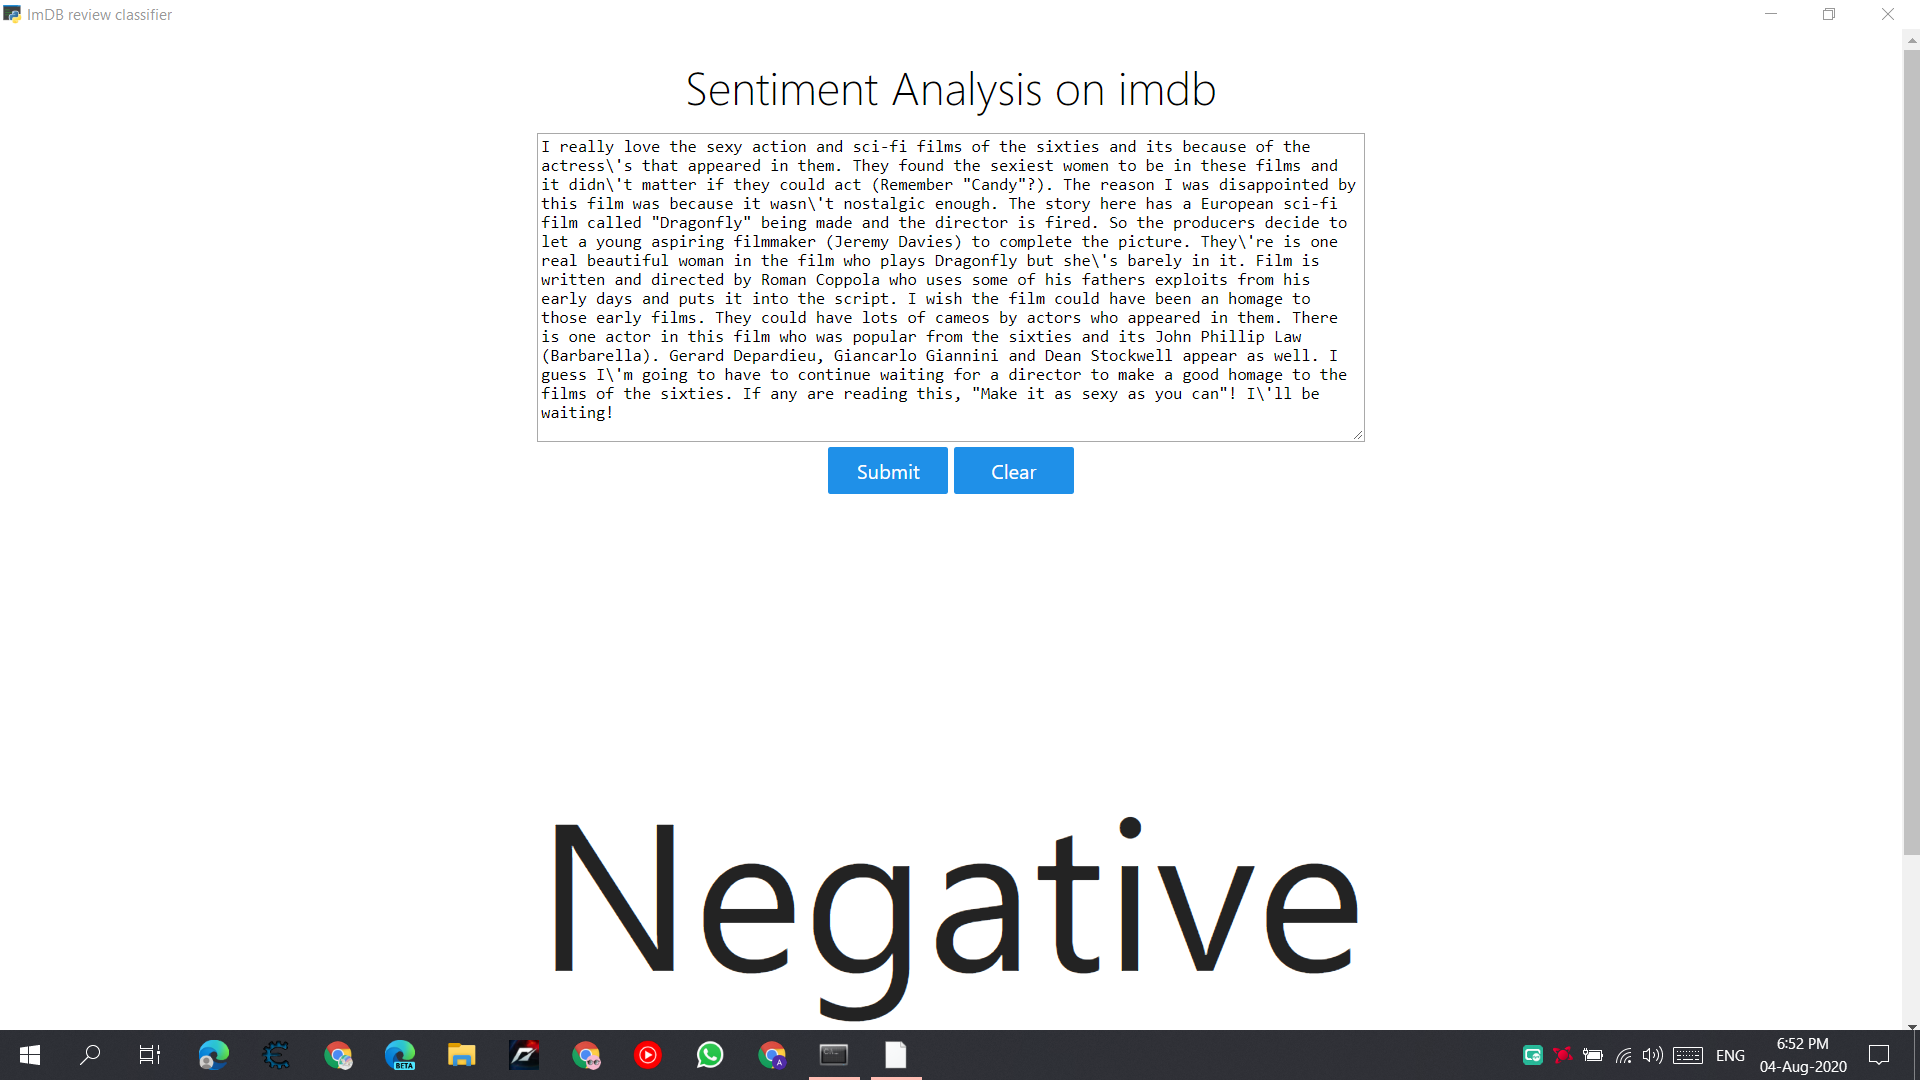 ImDB review classifier
Sentiment Analysis on imdb
I really love the sexy action and sci-fi films of the sixties and its because of the
actress\'s that appeared in them. They found the sexiest women to be in these films and
it didn\'t matter if they could act (Remember "Candy"?). The reason I was disappointed by
this film was because it wasn\'t nostalgic enough. The story here has a European sci-fi
film called "Dragonfly" being made and the director is fired. So the producers decide to
let a young aspiring filmmaker (Jeremy Davies) to complete the picture. They\'re is one
real beautiful woman in the film who plays Dragonfly but she\'s barely in it. Film is
written and directed by Roman Coppola who uses some of his fathers exploits from his
early days and puts it into the script. I wish the film could have been an homage to
those early films. They could have lots of cameos by actors who appeared in them. There
is one actor in this film who was popular from the sixties and its John Phillip Law
(Barbarella). Gerard Depardieu, Giancarlo Giannini and Dean Stockwell appear as well. I
guess I\'m going to have to continue waiting for a director to make a good homage to the
films of the sixties. If any are reading this, "Make it as sexy as you can"! I\'ll be
waiting!
Submit Clear
Negative
BETA
ENG
6:52 PM
04-Aug-2020